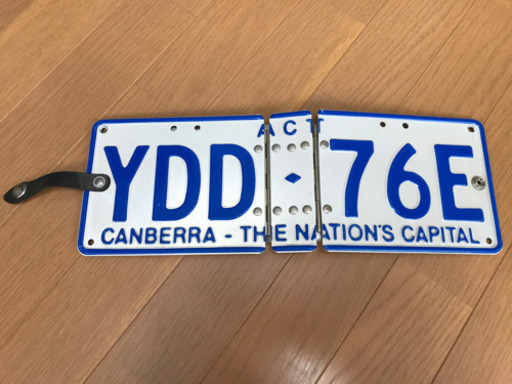 ACT
YDD·76E
CANBERRA - THE NATION'S CAPITAL